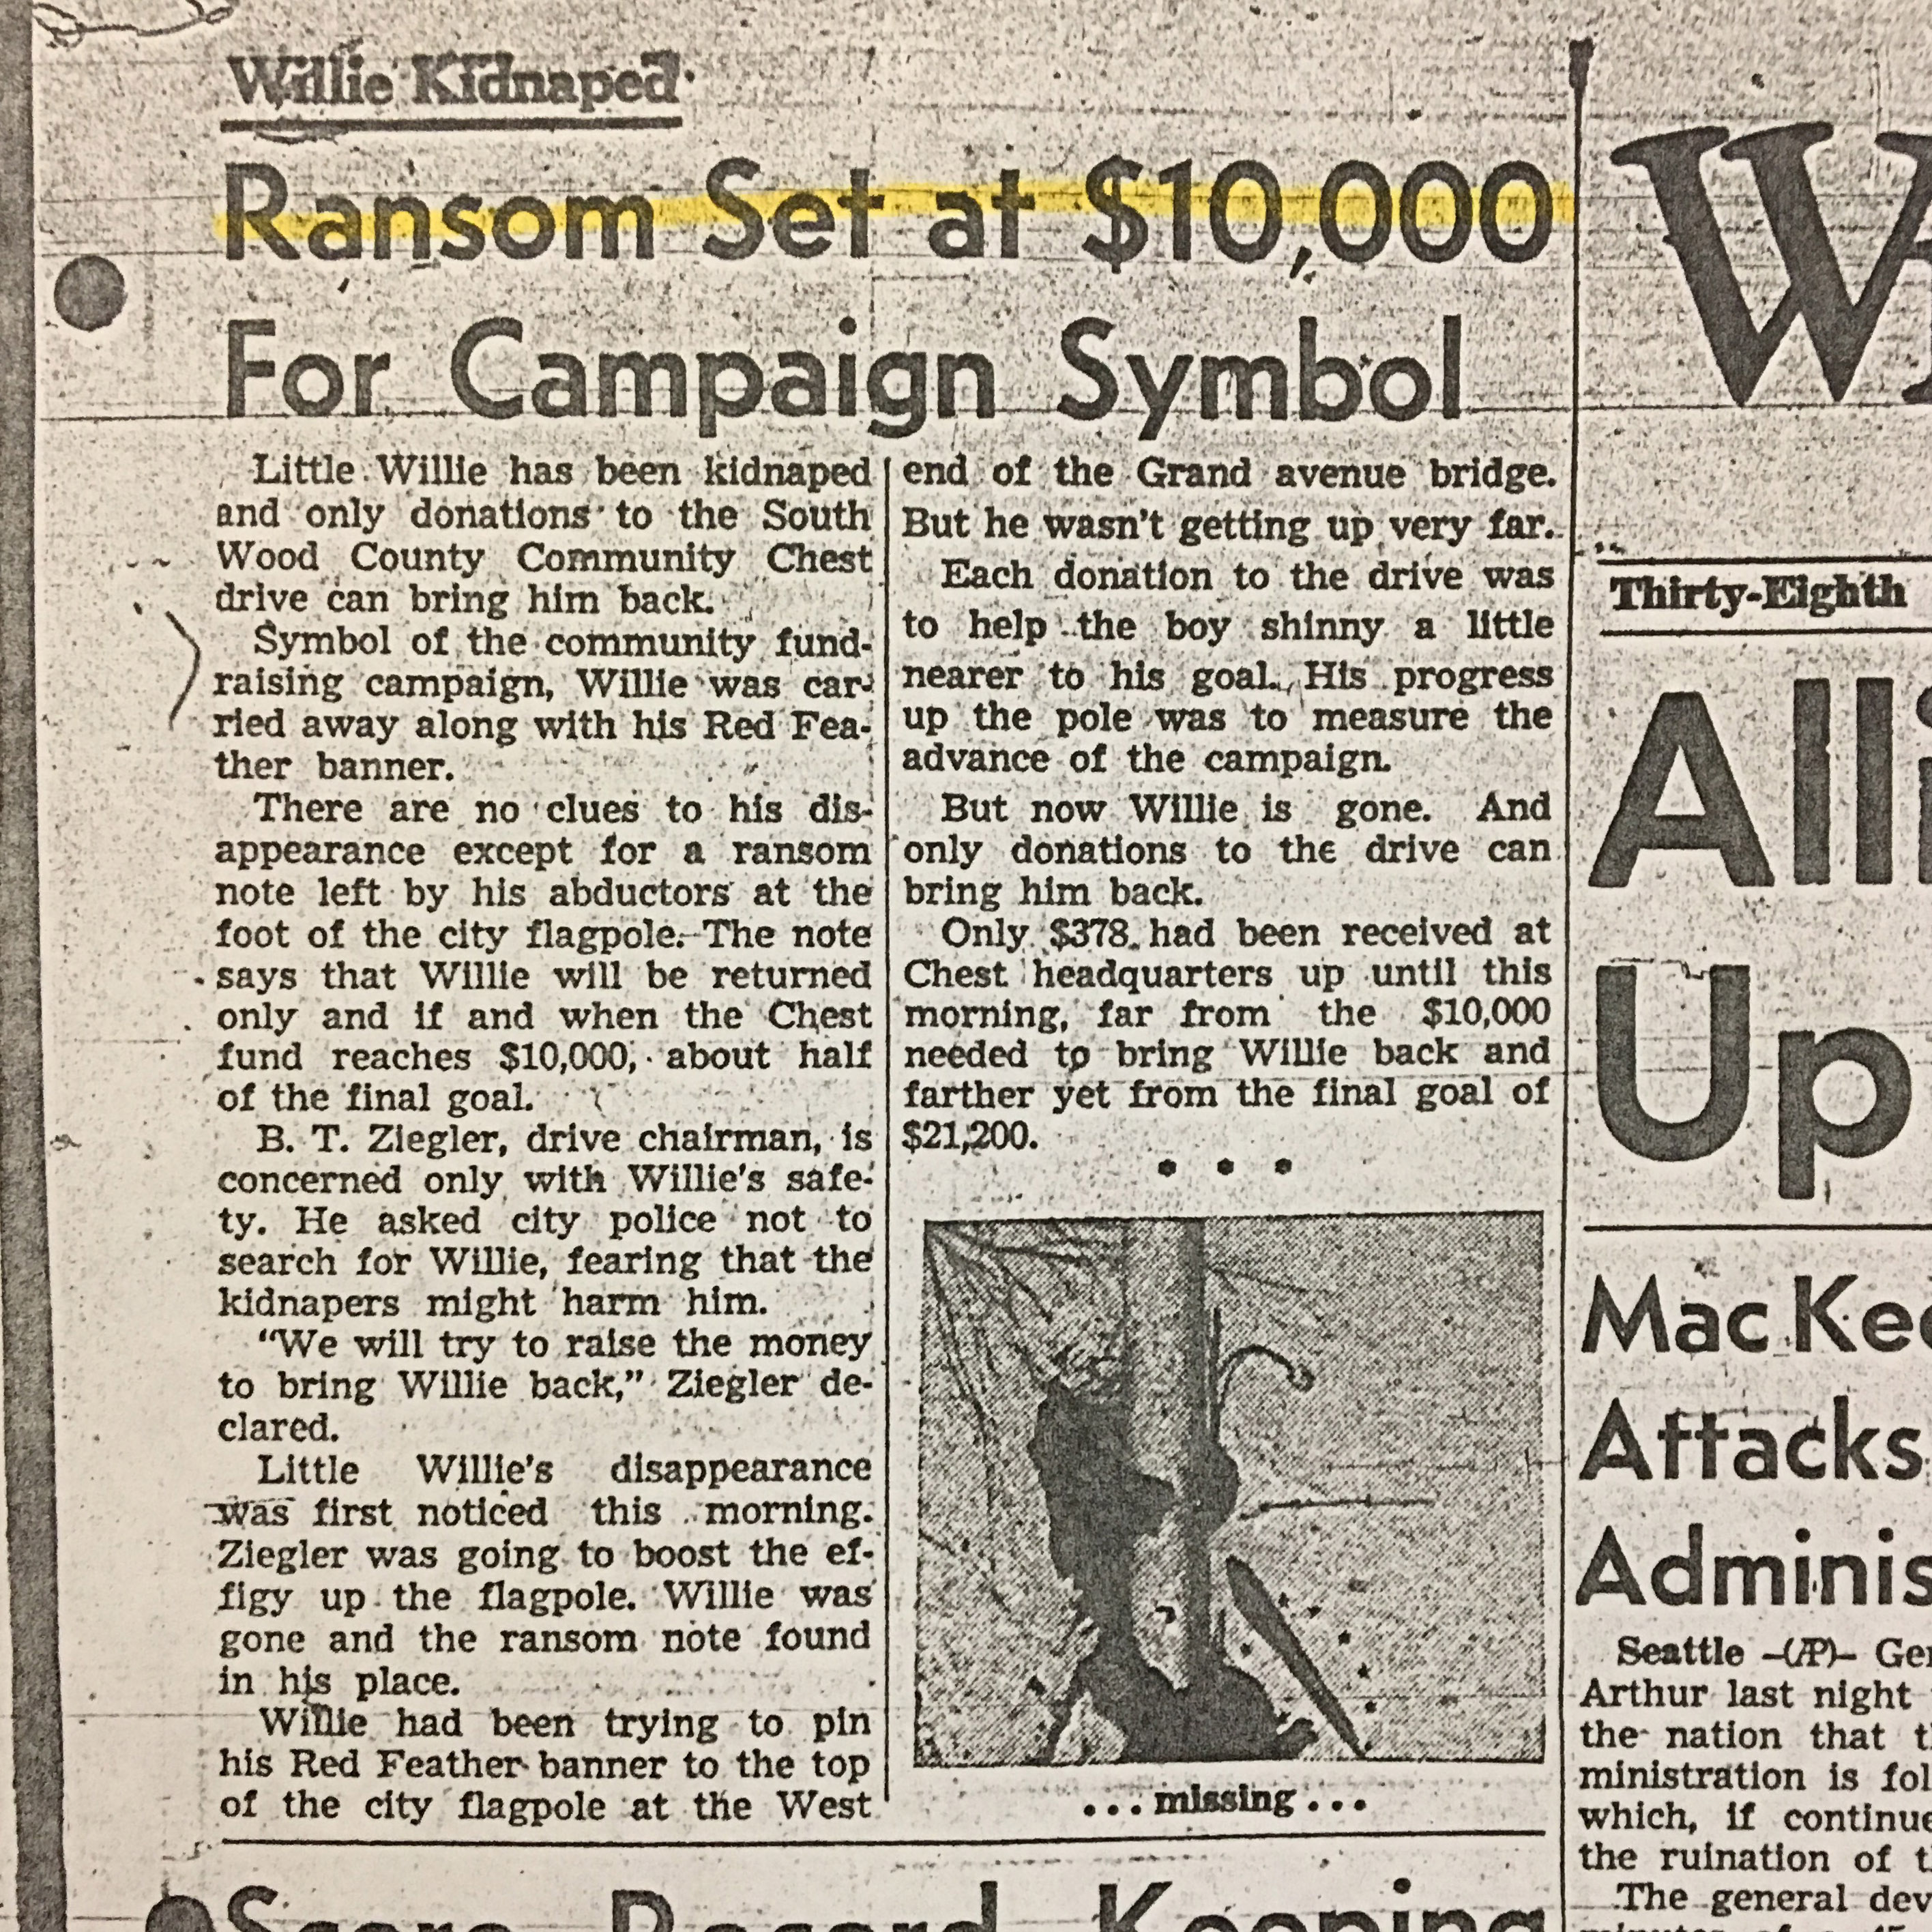 Willie Kidnaped
Ransom Set at $10,000
For Campaign Symbol
Little Willie has been kidnaped
and only donations to the South
Wood County Community Chest
drive can bring him back.
Symbol of the community fund-
raising campaign, Willie was car-
ried away along with his Red Fea-
ther banner.
There are no clues to his dis-
appearance except for a ransom
note left by his abductors at the
foot of the city flagpole. The note
says that Willie will be returned
only and if and when the Chest
fund reaches $10,000, about half
of the final goal.
B. T. Ziegler, drive chairman, is
concerned only with Willie's safe-
ty. He asked city police not to
search for Willie, fearing that the
kidnapers might harm him.
"We will try to raise the money
to bring Willie back," Ziegler de-
clared.
Little Willie's disappearance
was first noticed this morning.
Ziegler was going to boost the ef-
figy up the flagpole. Willie was
gone and the ransom note found
in his place.
Willie had been trying to pin
his Red Feather banner to the top
of the city flagpole at the West
end of the Grand avenue bridge.
But he wasn't getting up very far.
Each donation to the drive was
to help the boy shinny a little
nearer to his goal. His progress
up the pole was to measure the
advance of the campaign.
But now Willie is gone. And
only donations to the drive can
bring him back.
Only $378 had been received at
Chest headquarters up until this
morning, far from the $10,000
needed to bring Willie back and
farther yet from the final goal of
$21,200.
• • •
...missing...
W
Thirty-Eighth
Alli
Up
MacKee
Attacks
Adminis
Seattle —(AP)— Gen
Arthur last night
the nation that th
ministration is fol
which, if continue
the ruination of t
The general dev
Score Record Keeping